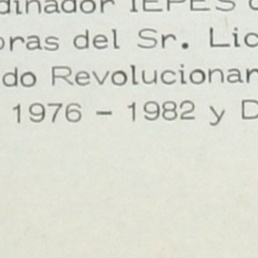 dinador IEPES
oras del Sr. Lic
do Revolucionar
1976 - 1982 y D